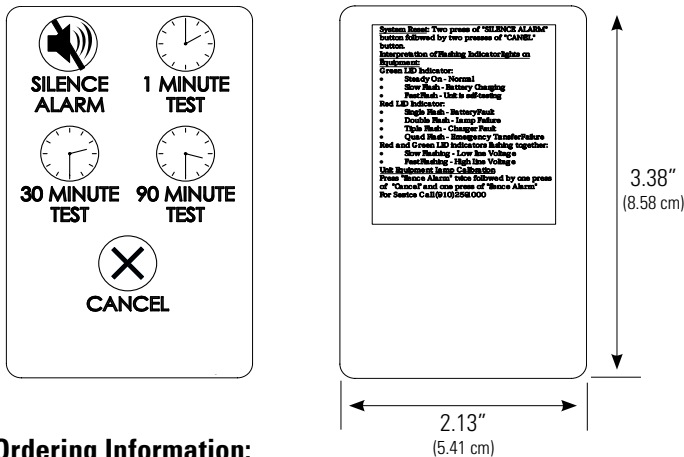 SILENCE
ALARM
1 MINUTE
TEST
30 MINUTE
TEST
90 MINUTE
TEST
CANCEL
System Reset: Two press of "SILENCE ALARM"
button followed by two presses of "CANEL"
button.
Interpretation of Flashing Indicator lights on
Equipment:
Green LED Indicator:
• Steady On - Normal
• Slow Flash - Battery Charging
• Fast Flash - Unit is self-testing
Red LED Indicator:
• Single Flash - Battery Fault
• Double Flash - Lamp Failure
• Tiple Flash - Charger Fault
• Quad Flash - Emergency Transfer Failure
Red and Green LED Indicators flashing together:
• Slow Flashing - Low line Voltage
• Fast Flashing - High line Voltage
Unit Equipment Lamp Calibration
Press "Silence Alarm" twice followed by one press
of "Cancel" and one press of "Silence Alarm"
For Service Call
3.38"
(8.58 cm)
2.13"
(5.41 cm)
Ordering Information: